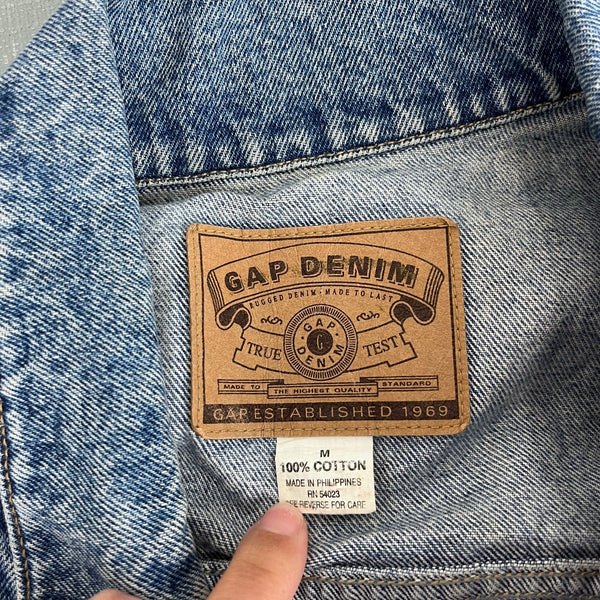 GAP DENIM
RUGGED DENIM · MADE TO LAST
GAP
G
DENIM
TRUE TEST
MADE TO THE HIGHEST QUALITY STANDARD
GAP ESTABLISHED 1969
M
100% COTTON
MADE IN PHILIPPINES
RN 54023
REVERSE FOR CARE